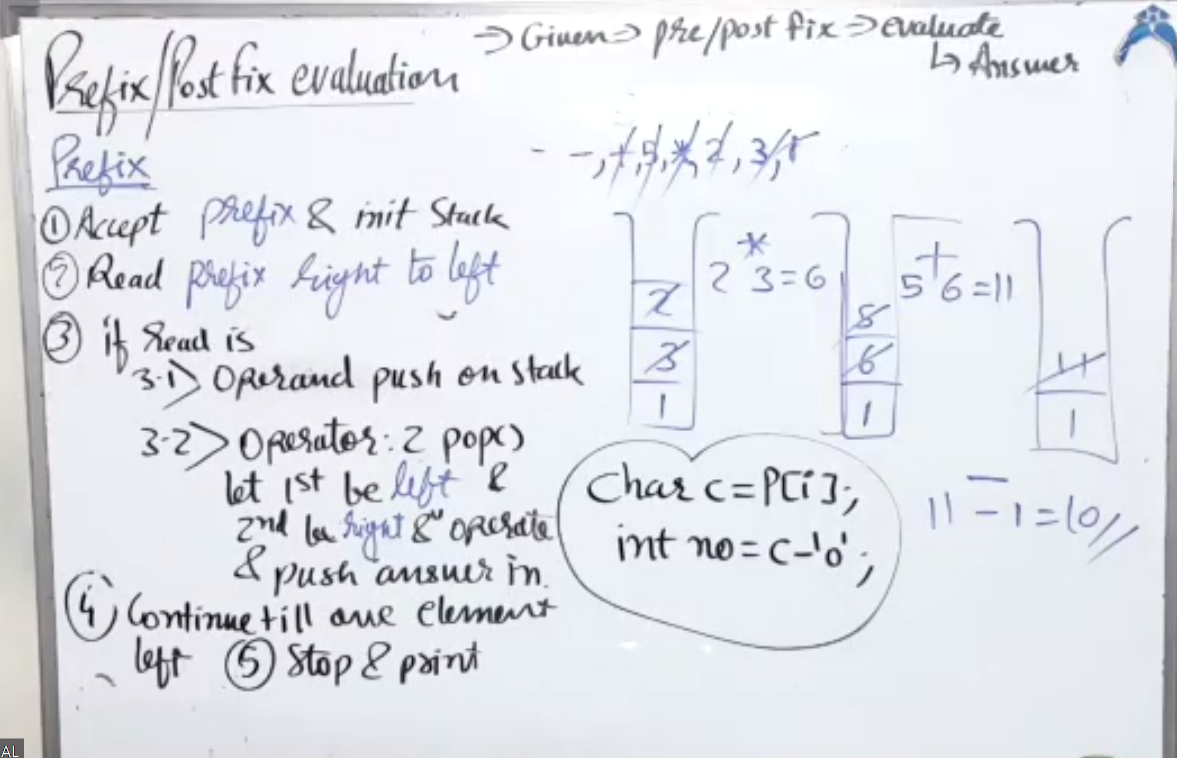 Prefix/Post fix evaluation
→ Given → pre/post fix → evaluate
↳ Answer
Prefix
① Accept prefix & init Stack
② Read prefix right to left
③ if read is
3.1> Operand push on stack
3.2> Operator: 2 pop()
let 1st be left &
2nd be right & operate
& push answer in.
④ Continue till one element
left ⑤ Stop & print
- -, +, 5, *, 2, 3, 1
2
3
1
2 * 3 = 6
5
6
1
5 + 6 = 11
11
1
11 - 1 = 10 //
Char c = P[i];
int no = c-'0';
AL